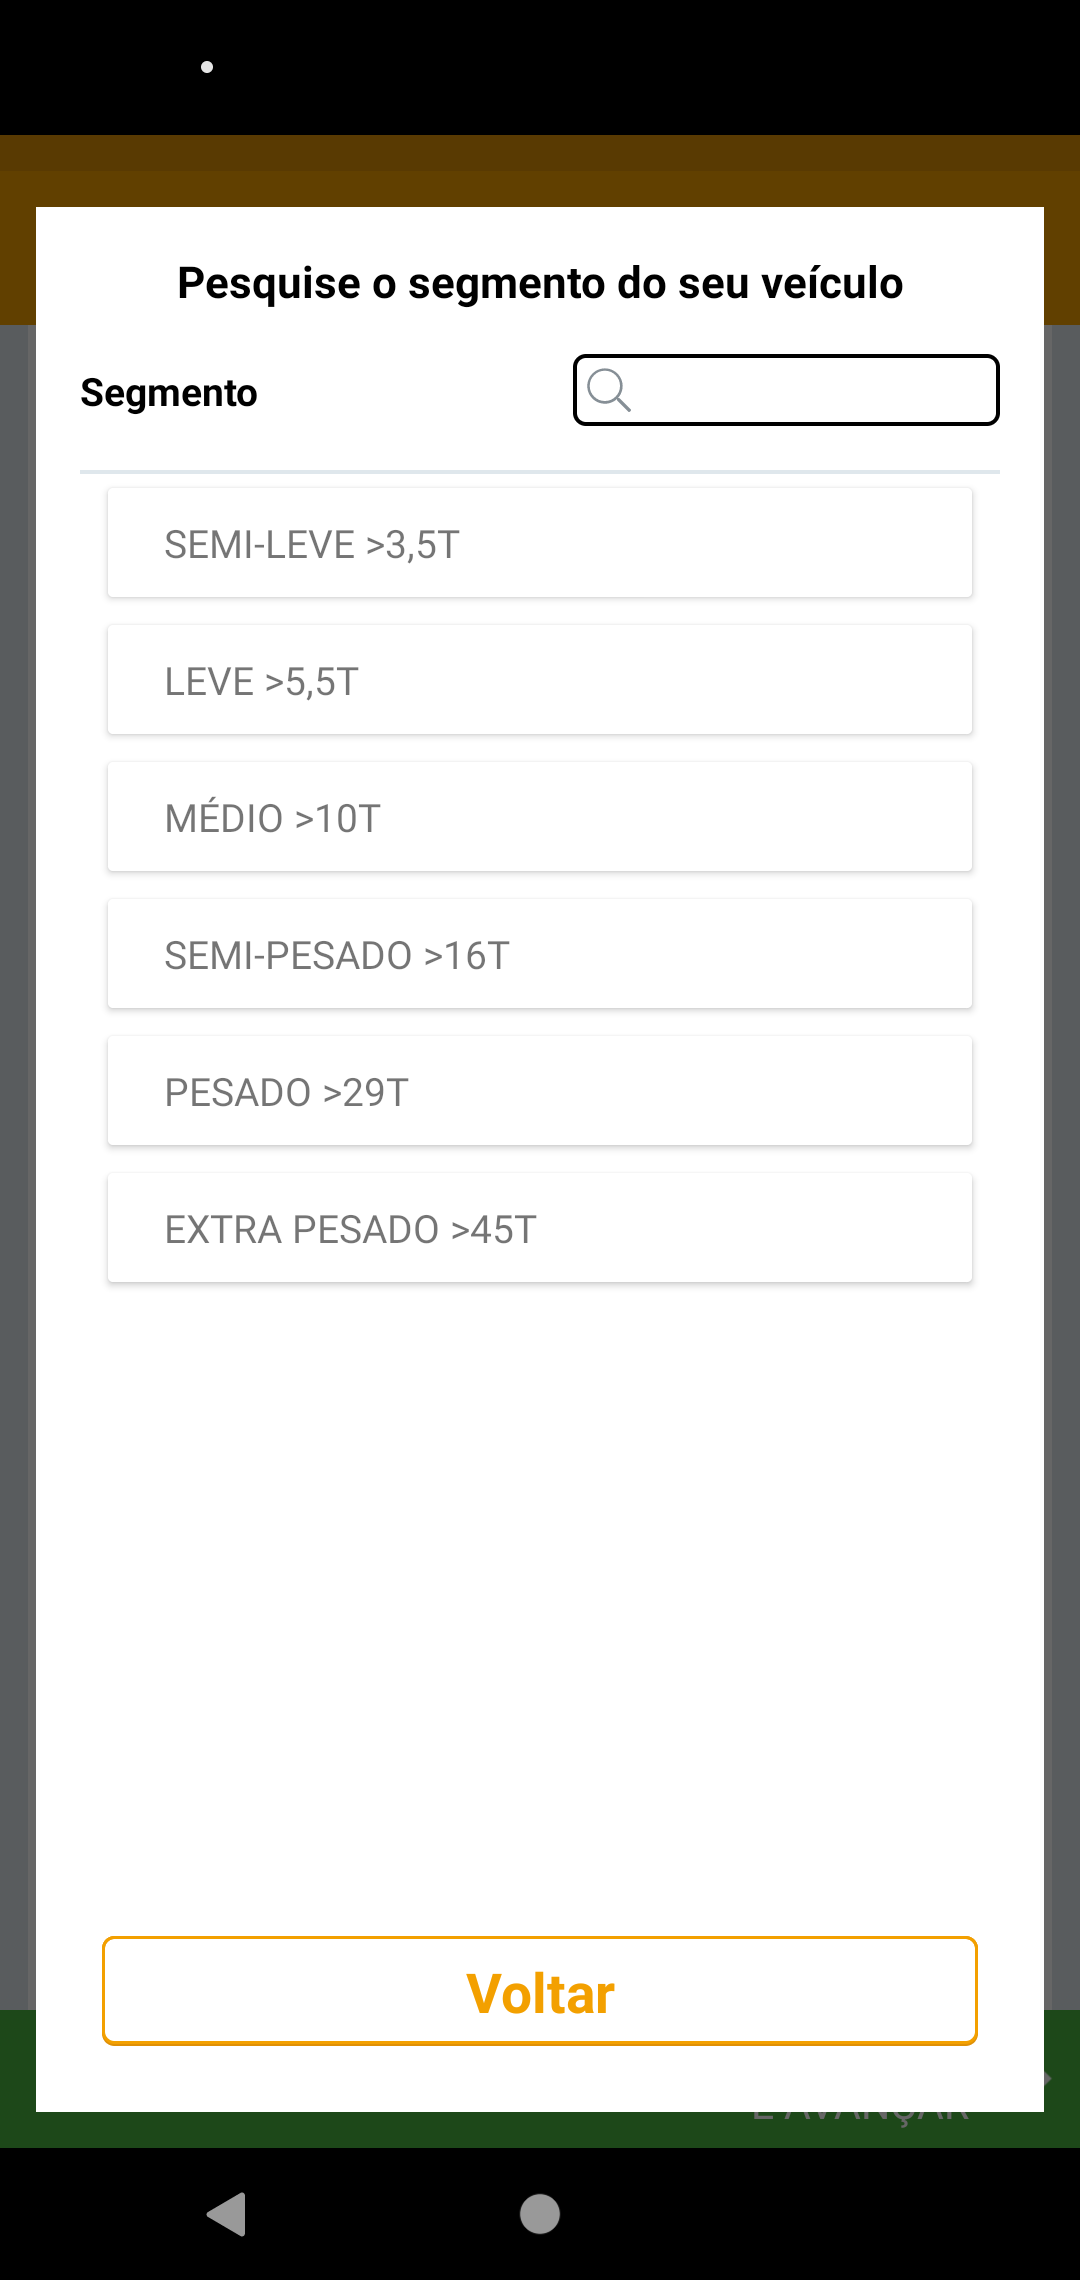 Pesquise o segmento do seu veículo
Segmento
SEMI-LEVE >3,5T
LEVE >5,5T
MÉDIO >10T
SEMI-PESADO >16T
PESADO >29T
EXTRA PESADO >45T
Voltar
E AVANÇAR